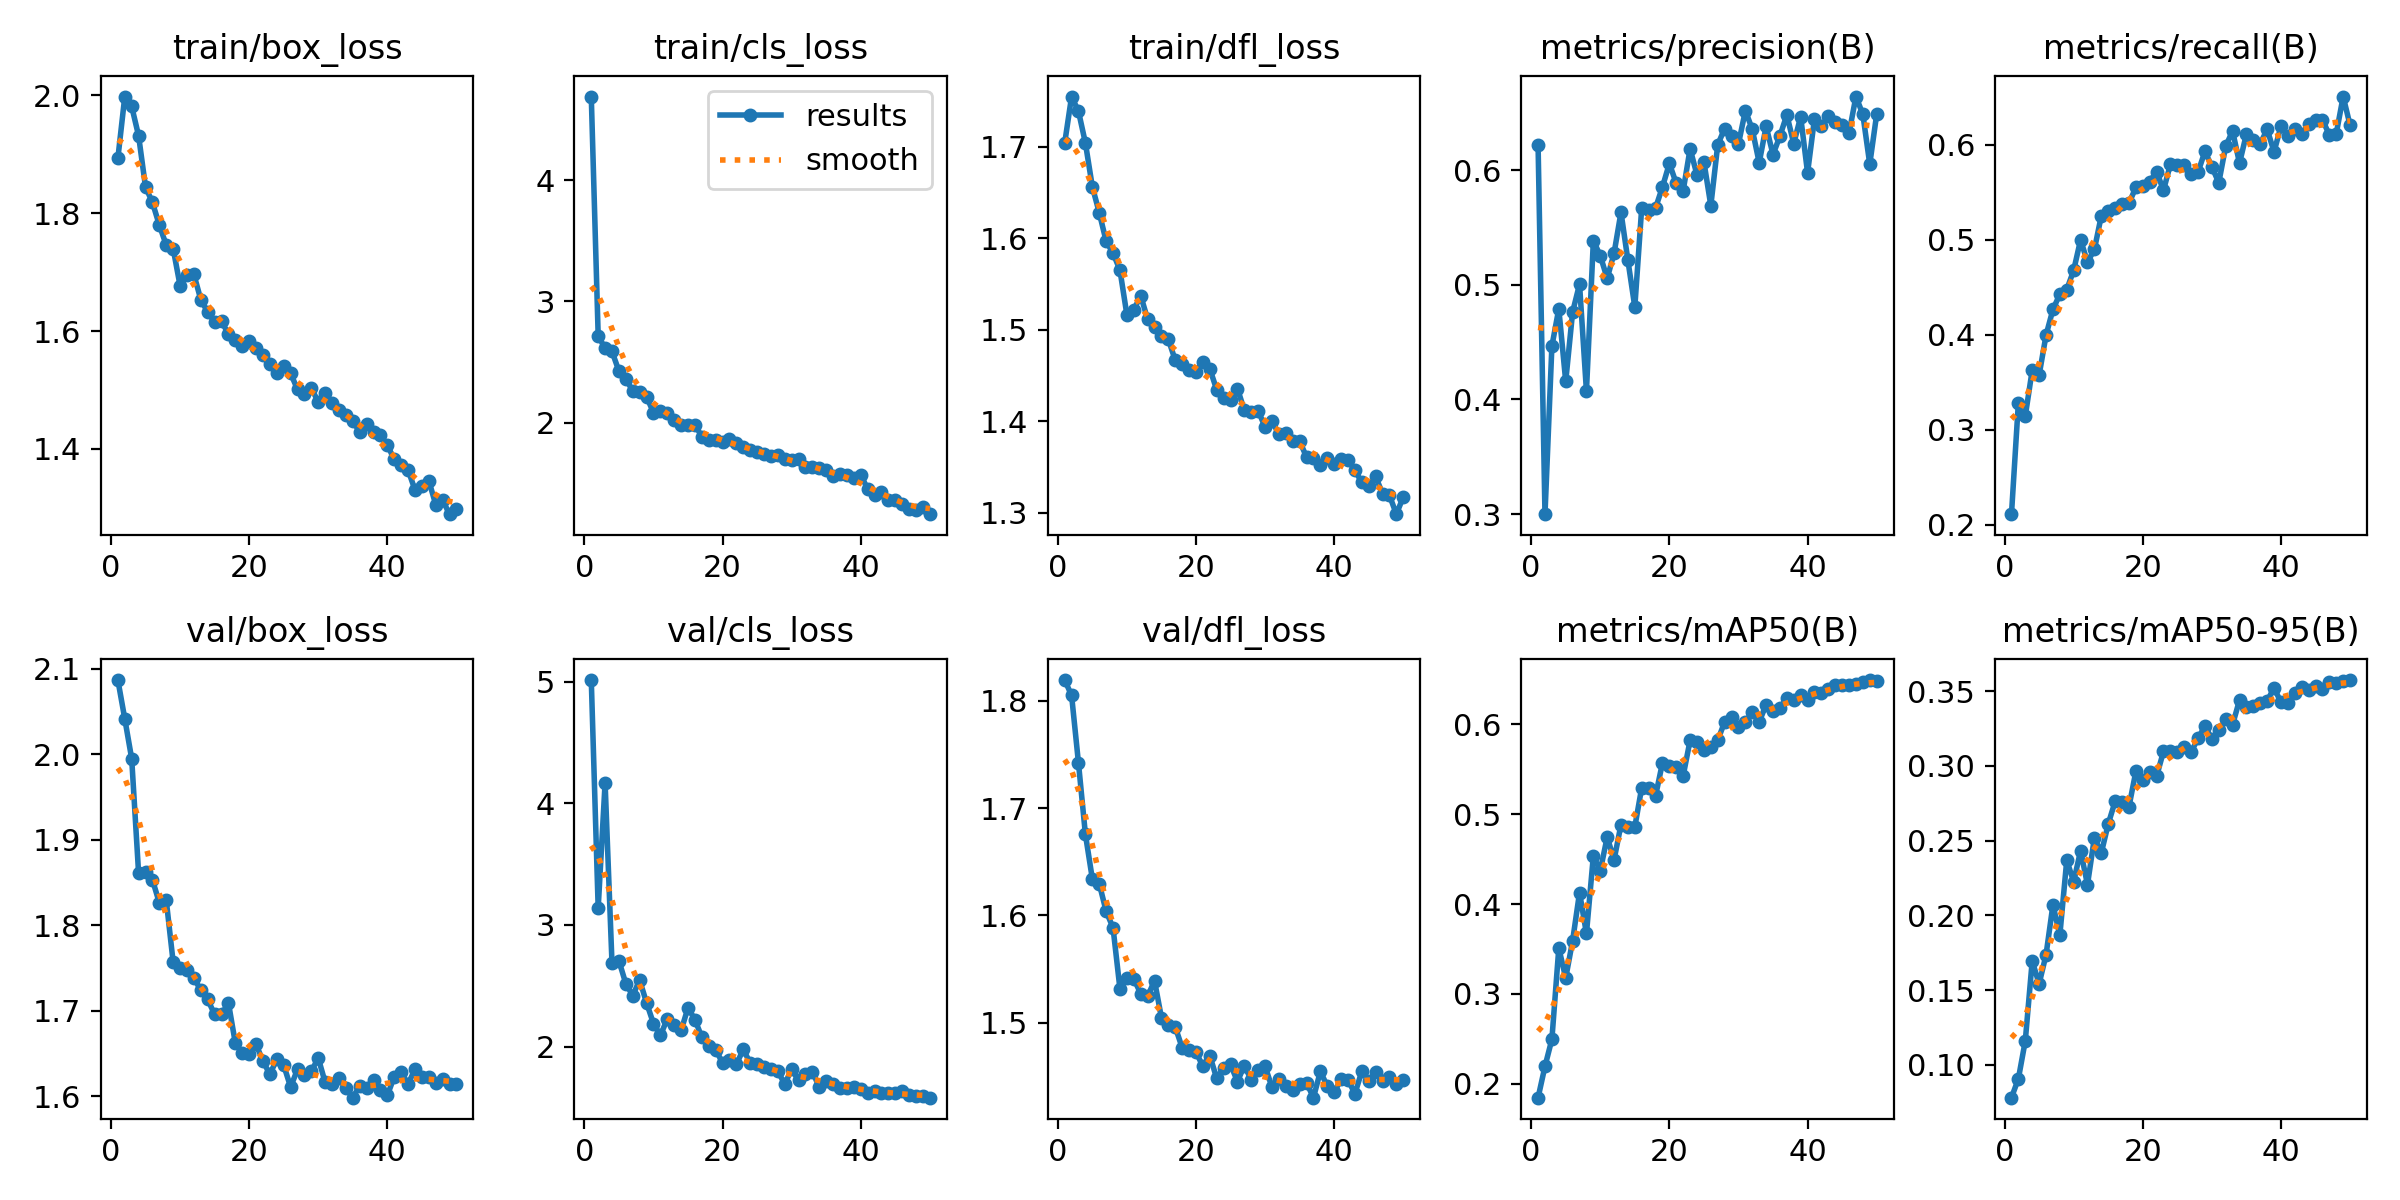 train/box_loss
2.0
1.8
1.6
1.4
0 20 40
train/cls_loss
results
smooth
4
3
2
0 20 40
train/dfl_loss
1.7
1.6
1.5
1.4
1.3
0 20 40
metrics/precision(B)
0.6
0.5
0.4
0.3
0 20 40
metrics/recall(B)
0.6
0.5
0.4
0.3
0.2
0 20 40
val/box_loss
2.1
2.0
1.9
1.8
1.7
1.6
0 20 40
val/cls_loss
5
4
3
2
0 20 40
val/dfl_loss
1.8
1.7
1.6
1.5
0 20 40
metrics/mAP50(B)
0.6
0.5
0.4
0.3
0.2
0 20 40
metrics/mAP50-95(B)
0.35
0.30
0.25
0.20
0.15
0.10
0 20 40